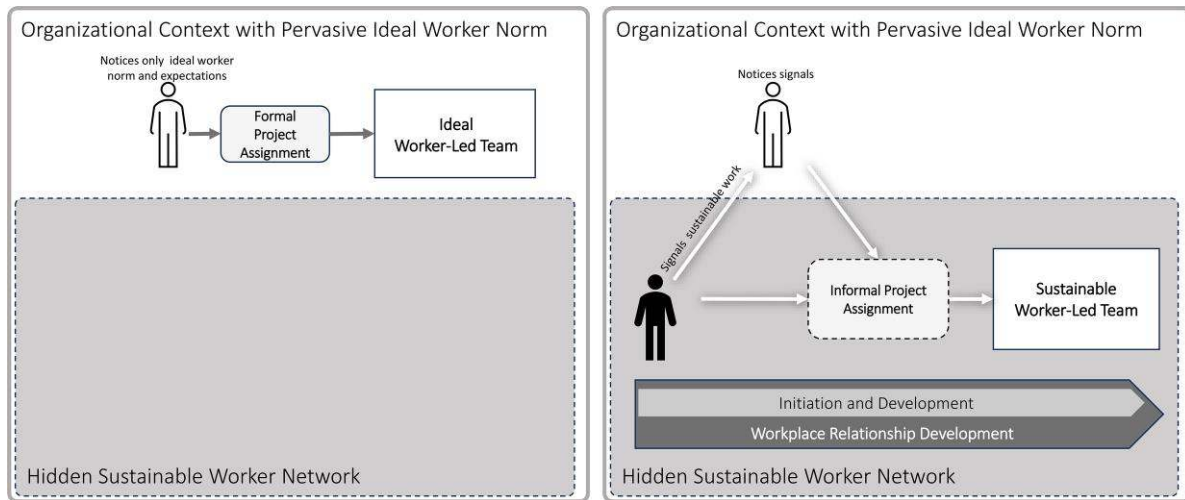 Organizational Context with Pervasive Ideal Worker Norm
Notices only ideal worker
norm and expectations
Formal
Project
Assignment
Ideal
Worker-Led Team
Hidden Sustainable Worker Network
Organizational Context with Pervasive Ideal Worker Norm
Notices signals
Signals sustainable work
Informal Project
Assignment
Sustainable
Worker-Led Team
Initiation and Development
Workplace Relationship Development
Hidden Sustainable Worker Network